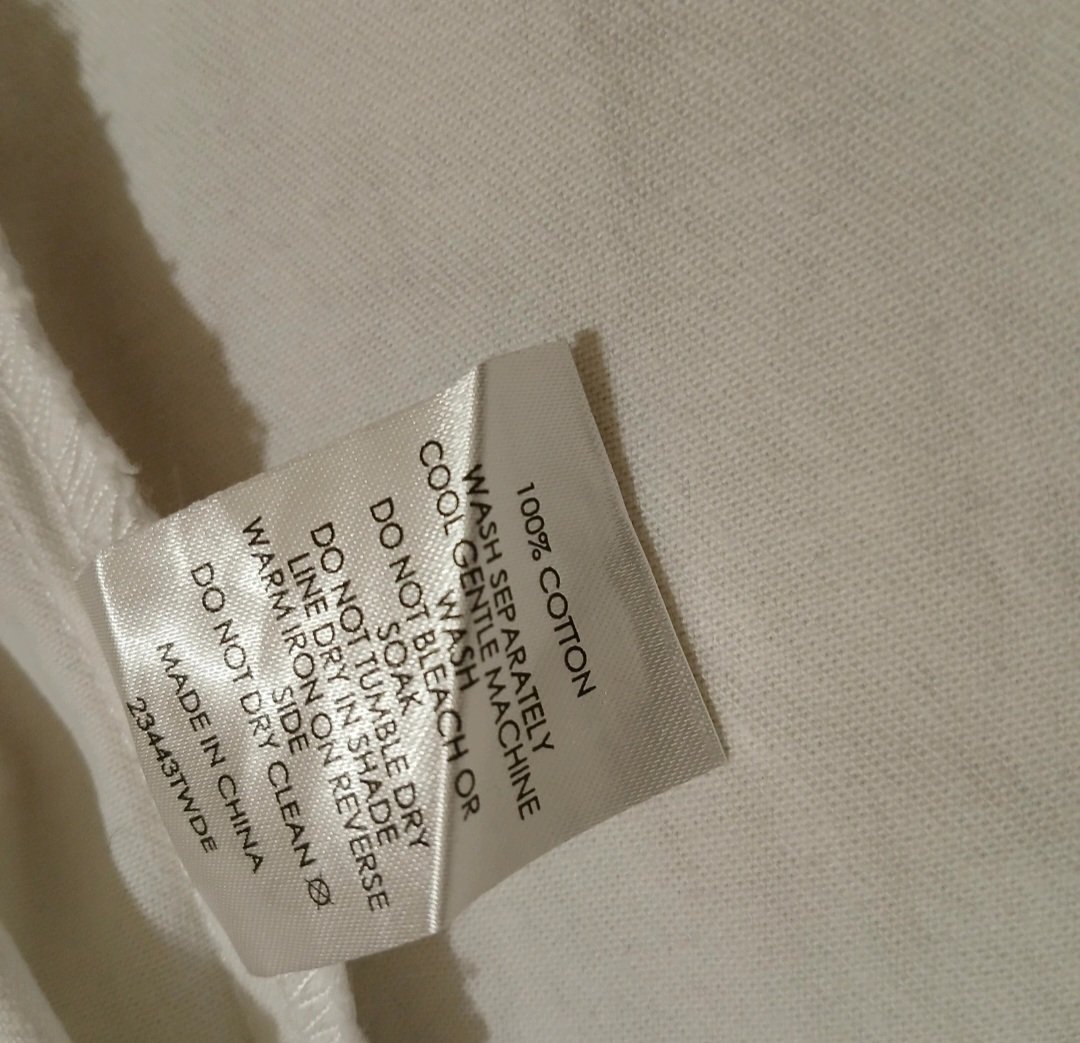 100% COTTON
WASH SEPARATELY
COOL GENTLE MACHINE
WASH
DO NOT BLEACH OR
SOAK
DO NOT TUMBLE DRY
LINE DRY IN SHADE
WARM IRON ON REVERSE
SIDE
DO NOT DRY CLEAN
MADE IN CHINA
23443TWDE